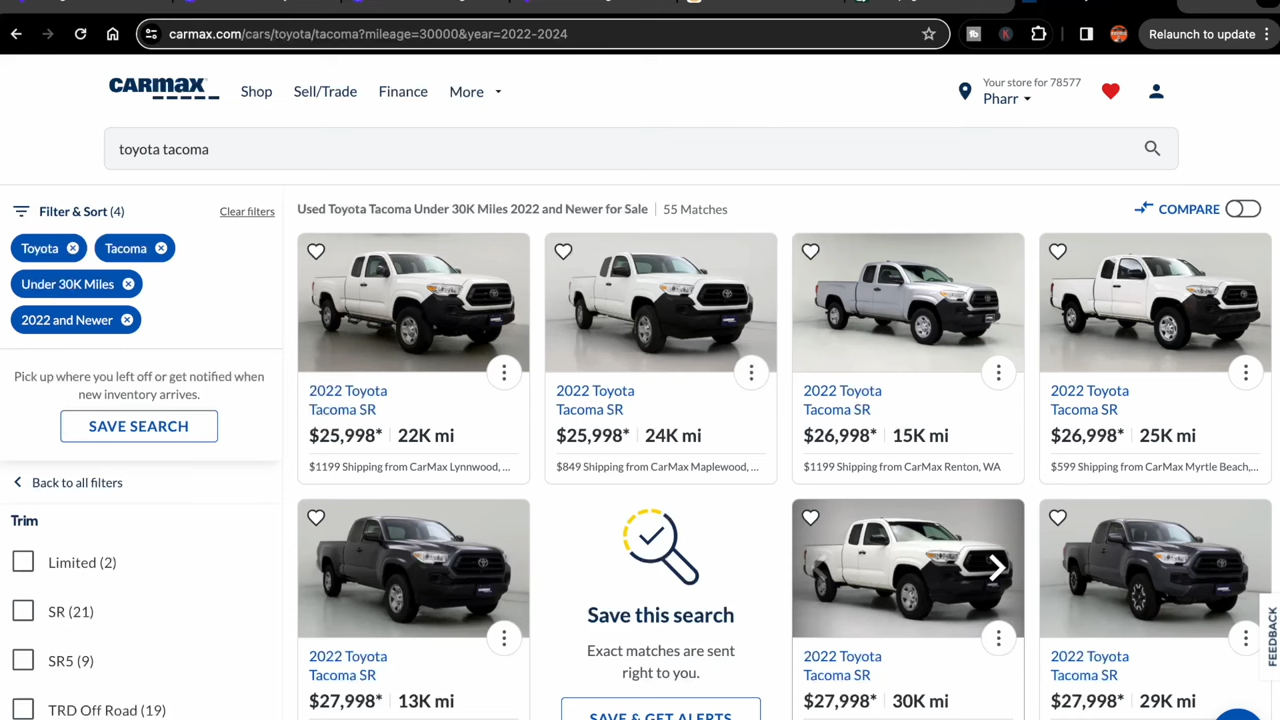 carmax.com/cars/toyota/tacoma?mileage=30000&year=2022-2024
Relaunch to update
CARMAX
Shop
Sell/Trade
Finance
More
Your store for 78577
Pharr
toyota tacoma
Filter & Sort (4)
Clear filters
Toyota
Tacoma
Under 30K Miles
2022 and Newer
Pick up where you left off or get notified when
new inventory arrives.
SAVE SEARCH
Back to all filters
Trim
Limited (2)
SR (21)
SR5 (9)
TRD Off Road (19)
Used Toyota Tacoma Under 30K Miles 2022 and Newer for Sale
55 Matches
COMPARE
2022 Toyota
Tacoma SR
$25,998* 22K mi
$1199 Shipping from CarMax Lynnwood, ...
2022 Toyota
Tacoma SR
$25,998* 24K mi
$849 Shipping from CarMax Maplewood, ...
2022 Toyota
Tacoma SR
$26,998* 15K mi
$1199 Shipping from CarMax Renton, WA
2022 Toyota
Tacoma SR
$26,998* 25K mi
$599 Shipping from CarMax Myrtle Beach,...
2022 Toyota
Tacoma SR
$27,998* 13K mi
Save this search
Exact matches are sent
right to you.
SAVE & GET ALERTS
2022 Toyota
Tacoma SR
$27,998* 30K mi
2022 Toyota
Tacoma SR
$27,998* 29K mi
FEEDBACK